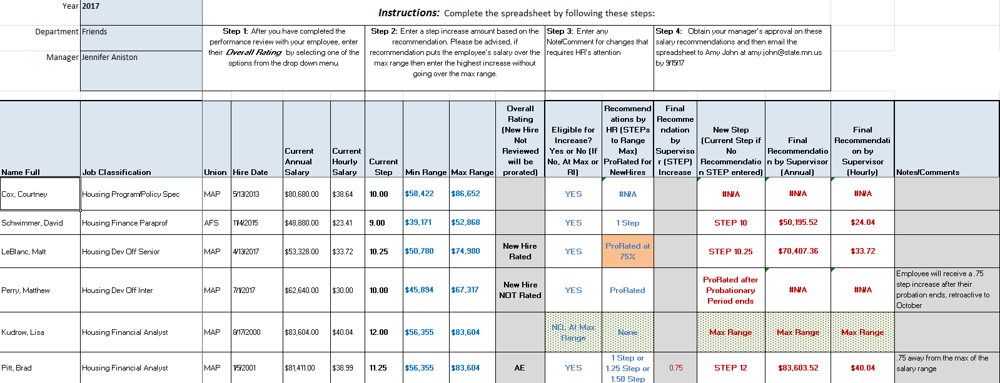 Year 2017
Instructions: Complete the spreadsheet by following these steps:
Department Friends
Manager Jennifer Aniston
Step 1: After you have completed the
performance review with your employee, enter
their Overall Rating by selecting one of the
options from the drop down menu.
Step 2: Enter a step increase amount based on the
recommendation. Please be advised, if
recommendation puts the employee's salary over the
max range then enter the highest increase without
going over the max range.
Step 3: Enter any
Note/Comment for changes that
requires HR's attention
Step 4: Obtain your manager's approval on these
salary recommendations and then email the
spreadsheet to Amy John at amy.john@state.mn.us
by 9/15/17
Name Full
Job Classification
Union
Hire Date
Current
Annual
Salary
Current
Hourly
Salary
Current
Step
Min Range
Max Range
Overall
Rating
(New Hire
Not
Reviewed
will be
prorated)
Eligible for
Increase?
Yes or No (If
No, At Max or
RI)
Recommend
ations by
HR (STEPs
to Range
Max)
ProRated for
NewHires
Final
Recomme
ndation
by
Superviso
r (STEP)
Increase
New Step
(Current Step if
No
Recommendatio
n STEP entered)
Final
Recommendatio
n by Supervisor
(Annual)
Final
Recommendati
on by
Supervisor
(Hourly)
Notes/Comments
Cox, Courtney Housing Program/Policy Spec MAP 5/13/2013 $80,680.00 $38.64 10.00 $58,422 $86,652 YES #N/A #N/A #N/A #N/A
Schwimmer, David Housing Finance Paraprof AFS 11/4/2015 $48,880.00 $23.41 9.00 $39,171 $52,868 YES 1 Step STEP 10 $50,195.52 $24.04
LeBlanc, Matt Housing Dev Off Senior MAP 4/13/2017 $53,328.00 $33.72 10.25 $50,780 $74,980
New Hire
Rated
YES
ProRated at
75%
STEP 10.25 $70,407.36 $33.72
Perry, Matthew Housing Dev Off Inter MAP 7/1/2017 $62,640.00 $30.00 10.00 $45,894 $67,317
New Hire
NOT Rated
YES ProRated
ProRated after
Probationary
Period ends
#N/A #N/A
Employee will receive a .75
step increase after their
probation ends, retroactive to
October
Kudrow, Lisa Housing Financial Analyst MAP 8/17/2000 $83,604.00 $40.04 12.00 $56,355 $83,604
NO, At Max
Range
None Max Range Max Range Max Range
Pitt, Brad Housing Financial Analyst MAP 1/5/2001 $81,411.00 $38.99 11.25 $56,355 $83,604 AE YES
1 Step or
1.25 Step or
1.50 Step
0.75 STEP 12 $83,603.52 $40.04
.75 away from the max of the
salary range